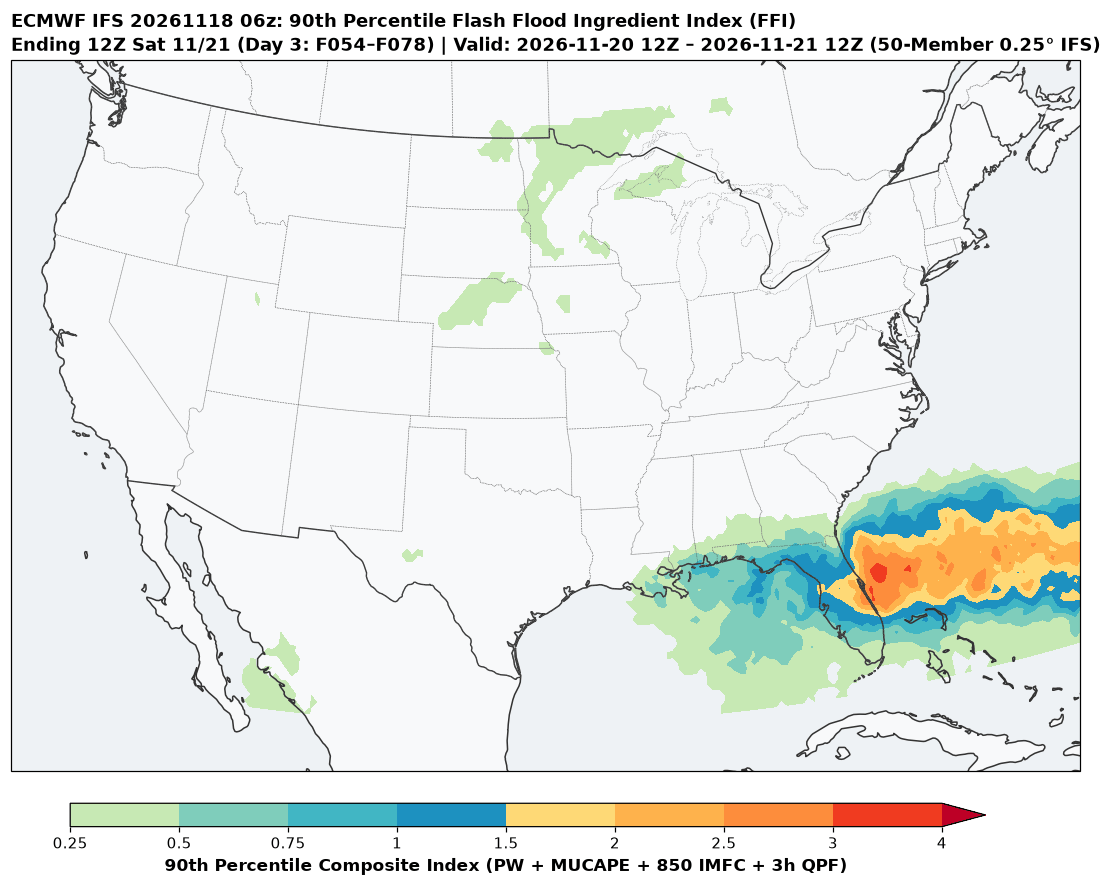 ECMWF IFS 20261118 06z: 90th Percentile Flash Flood Ingredient Index (FFI)
Ending 12Z Sat 11/21 (Day 3: F054–F078) | Valid: 2026-11-20 12Z – 2026-11-21 12Z (50-Member 0.25° IFS)
0.25 0.5 0.75 1 1.5 2 2.5 3 4
90th Percentile Composite Index (PW + MUCAPE + 850 IMFC + 3h QPF)